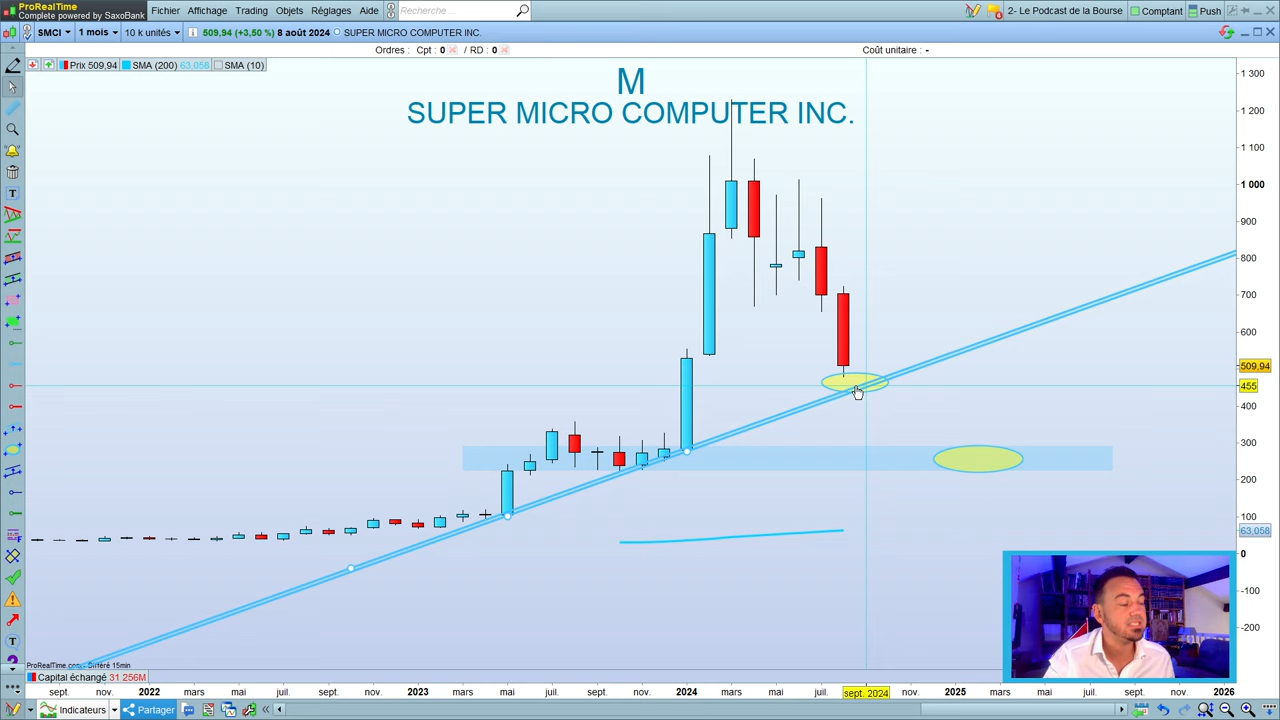 ProRealTime
Complete powered by SaxoBank
Fichier Affichage Trading Objets Réglages Aide Recherche ... 2- Le Podcast de la Bourse Comptant Push
SMCI 1 mois 10 k unités 509,94 (+3,50 %) 8 août 2024 SUPER MICRO COMPUTER INC.
Ordres : Cpt : 0 / RD : 0 Coût unitaire : -
Prix 509,94 SMA (200) 63,058 SMA (10)
M
SUPER MICRO COMPUTER INC.
1 300
1 200
1 100
1 000
900
800
700
600
509,94
455
400
300
200
100
63,058
0
-100
-200
ProRealTime.com Différé 15min
Capital échangé 31 256M
sept. nov. 2022 mars mai juil. sept. nov. 2023 mars mai juil. sept. nov. 2024 mars mai juil. sept. 2024 nov. 2025 mars mai juil. sept. nov. 2026
Indicateurs Partager